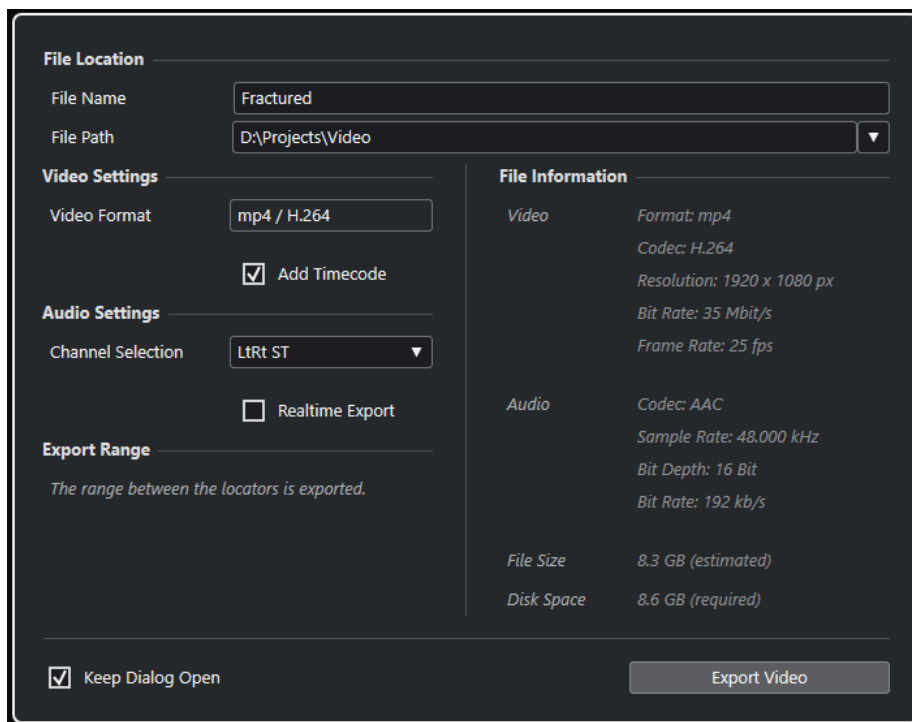 File Location
File Name
Fractured
File Path
D:\Projects\Video
Video Settings
Video Format
mp4 / H.264
Add Timecode
Audio Settings
Channel Selection
LtRt ST
Realtime Export
Export Range
The range between the locators is exported.
File Information
Video
Format: mp4
Codec: H.264
Resolution: 1920 x 1080 px
Bit Rate: 35 Mbit/s
Frame Rate: 25 fps
Audio
Codec: AAC
Sample Rate: 48.000 kHz
Bit Depth: 16 Bit
Bit Rate: 192 kb/s
File Size
8.3 GB (estimated)
Disk Space
8.6 GB (required)
Keep Dialog Open
Export Video